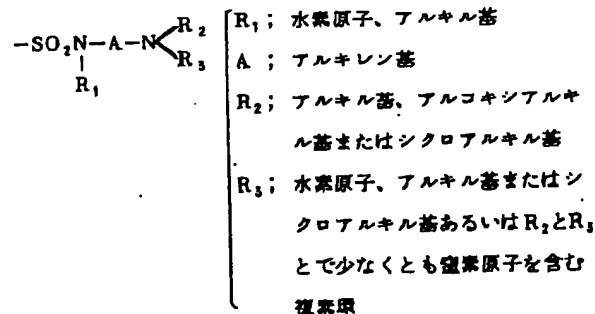 -SO₂N-A-N R₂
R₃
R₁
R₁; 水素原子、アルキル基
A ; アルキレン基
R₂; アルキル基、アルコキシアルキ
ル基またはシクロアルキル基
R₃; 水素原子、アルキル基またはシ
クロアルキル基あるいはR₂とR₃
とで少なくとも窒素原子を含む
複素環